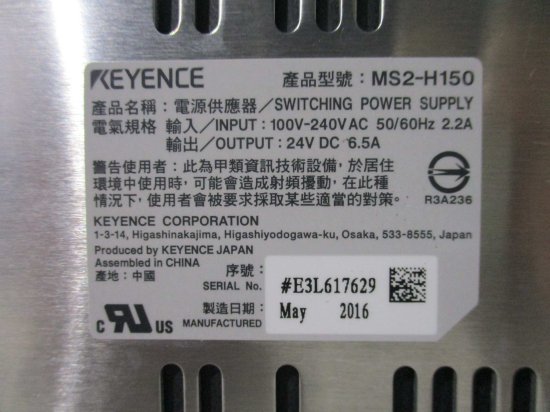 KEYENCE 產品型號：MS2-H150
產品名稱：電源供應器／SWITCHING POWER SUPPLY
電氣規格 輸入／INPUT：100V-240V AC 50/60Hz 2.2A
輸出／OUTPUT：24V DC 6.5A
警告使用者：此為甲類資訊技術設備，於居住
環境中使用時，可能會造成射頻擾動，在此種
情況下，使用者會被要求採取某些適當的對策。
R3A236
KEYENCE CORPORATION
1-3-14, Higashinakajima, Higashiyodogawa-ku, Osaka, 533-8555, Japan
Produced by KEYENCE JAPAN
Assembled in CHINA
產地：中國
序號：
SERIAL No.
#E3L617629
製造日期：
MANUFACTURED
May 2016
c RU US